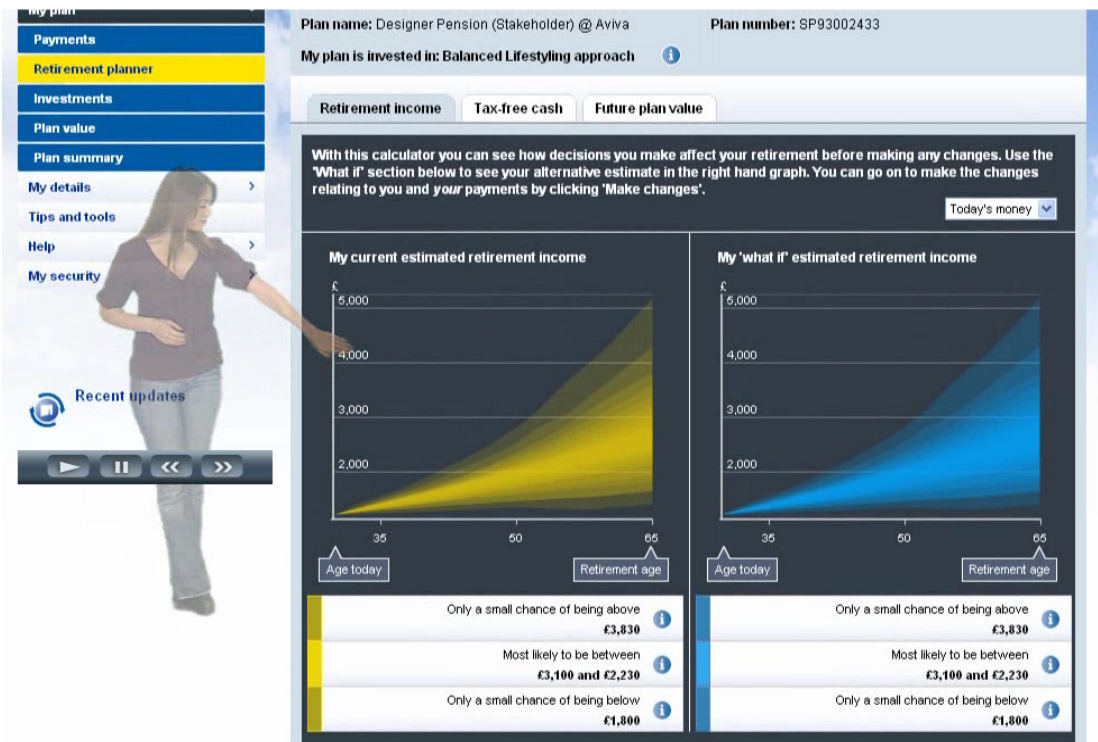 My plan
Payments
Retirement planner
Investments
Plan value
Plan summary
My details
Tips and tools
Help
My security
Recent updates
Plan name: Designer Pension (Stakeholder) @ Aviva
Plan number: SP93002433
My plan is invested in: Balanced Lifestyling approach
Retirement income
Tax-free cash
Future plan value
With this calculator you can see how decisions you make affect your retirement before making any changes. Use the
'What if' section below to see your alternative estimate in the right hand graph. You can go on to make the changes
relating to you and your payments by clicking 'Make changes'.
Today's money
My current estimated retirement income
£
5,000
4,000
3,000
2,000
35
50
65
Age today
Retirement age
Only a small chance of being above
£3,830
Most likely to be between
£3,100 and £2,230
Only a small chance of being below
£1,800
My 'what if' estimated retirement income
£
5,000
4,000
3,000
2,000
35
50
65
Age today
Retirement age
Only a small chance of being above
£3,830
Most likely to be between
£3,100 and £2,230
Only a small chance of being below
£1,800